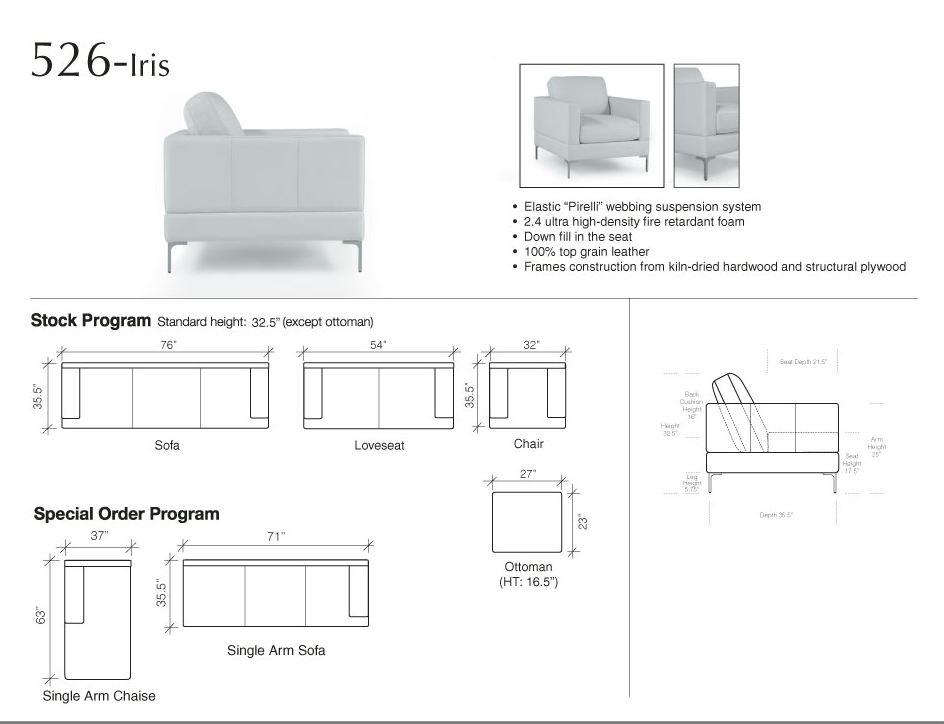 526-Iris
• Elastic “Pirelli” webbing suspension system
• 2.4 ultra high-density fire retardant foam
• Down fill in the seat
• 100% top grain leather
• Frames construction from kiln-dried hardwood and structural plywood
Stock Program Standard height: 32.5” (except ottoman)
76”
35.5”
Sofa
54”
Loveseat
32”
35.5”
Chair
27”
23”
Ottoman
(HT: 16.5”)
Special Order Program
37”
63”
Single Arm Chaise
71”
35.5”
Single Arm Sofa
Seat Depth 21.5”
Back
Cushion
Height
16”
Height
32.5”
Leg
Height
5.75”
Arm
Height
25”
Seat
Height
17.5”
Depth 35.5”